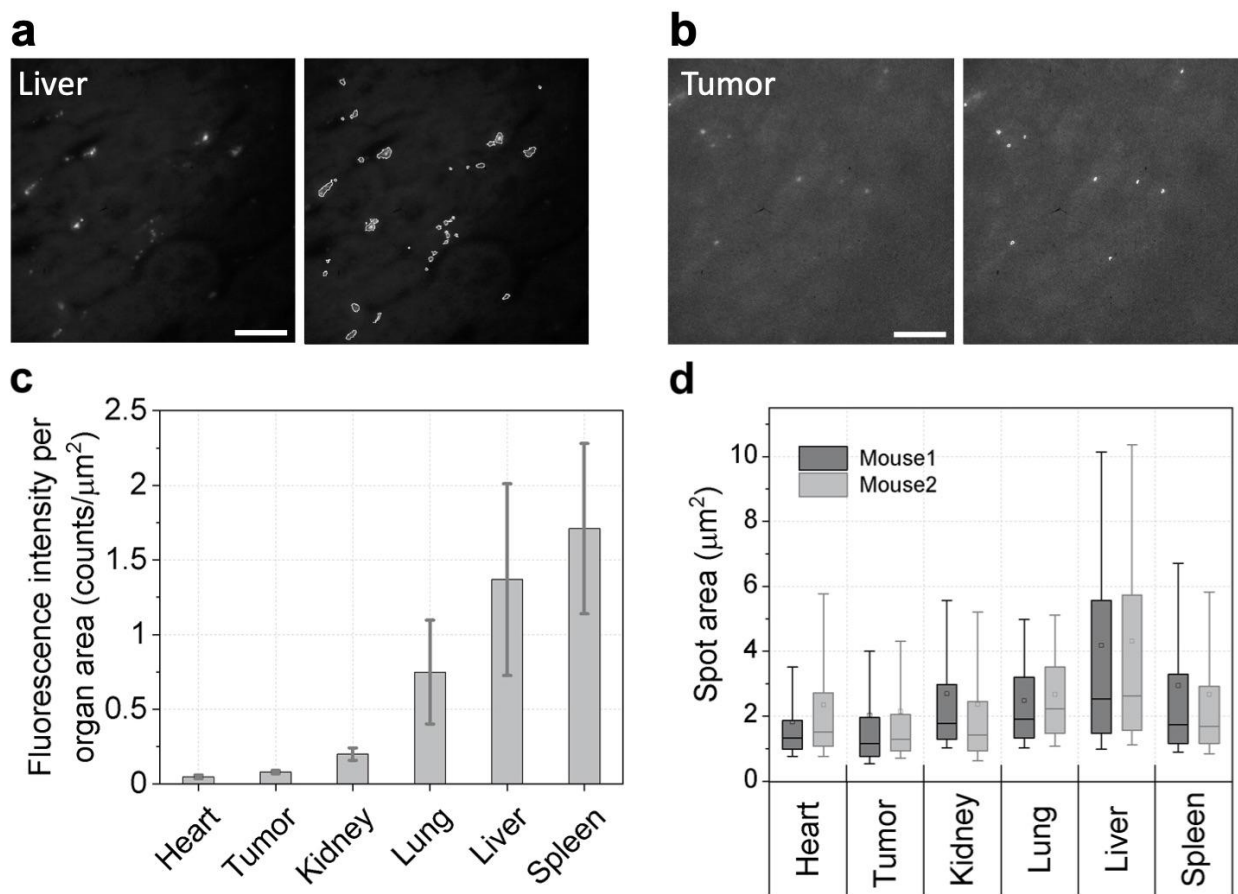 a
b
Liver
Tumor
c
Fluorescence intensity per
organ area (counts/μm²)
2.5
2
1.5
1
0.5
0
Heart
Tumor
Kidney
Lung
Liver
Spleen
d
Spot area (μm²)
10
8
6
4
2
0
Mouse1
Mouse2
Heart
Tumor
Kidney
Lung
Liver
Spleen